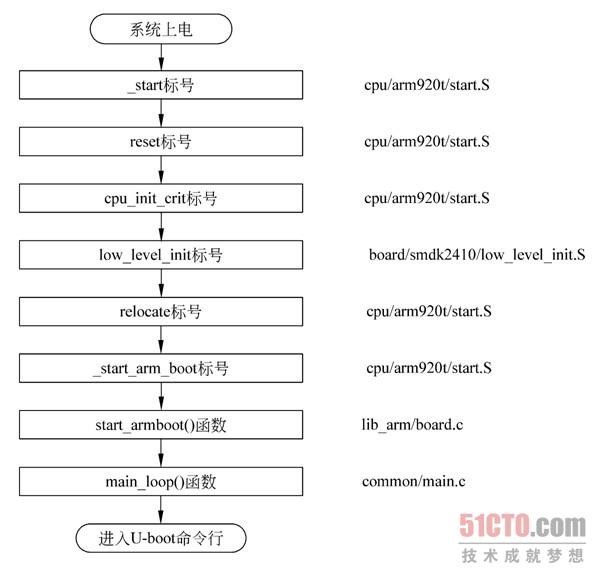 系统上电
_start标号 cpu/arm920t/start.S
reset标号 cpu/arm920t/start.S
cpu_init_crit标号 cpu/arm920t/start.S
low_level_init标号 board/smdk2410/low_level_init.S
relocate标号 cpu/arm920t/start.S
_start_arm_boot标号 cpu/arm920t/start.S
start_armboot()函数 lib_arm/board.c
main_loop()函数 common/main.c
进入U-boot命令行
51CTO.com
技术成就梦想